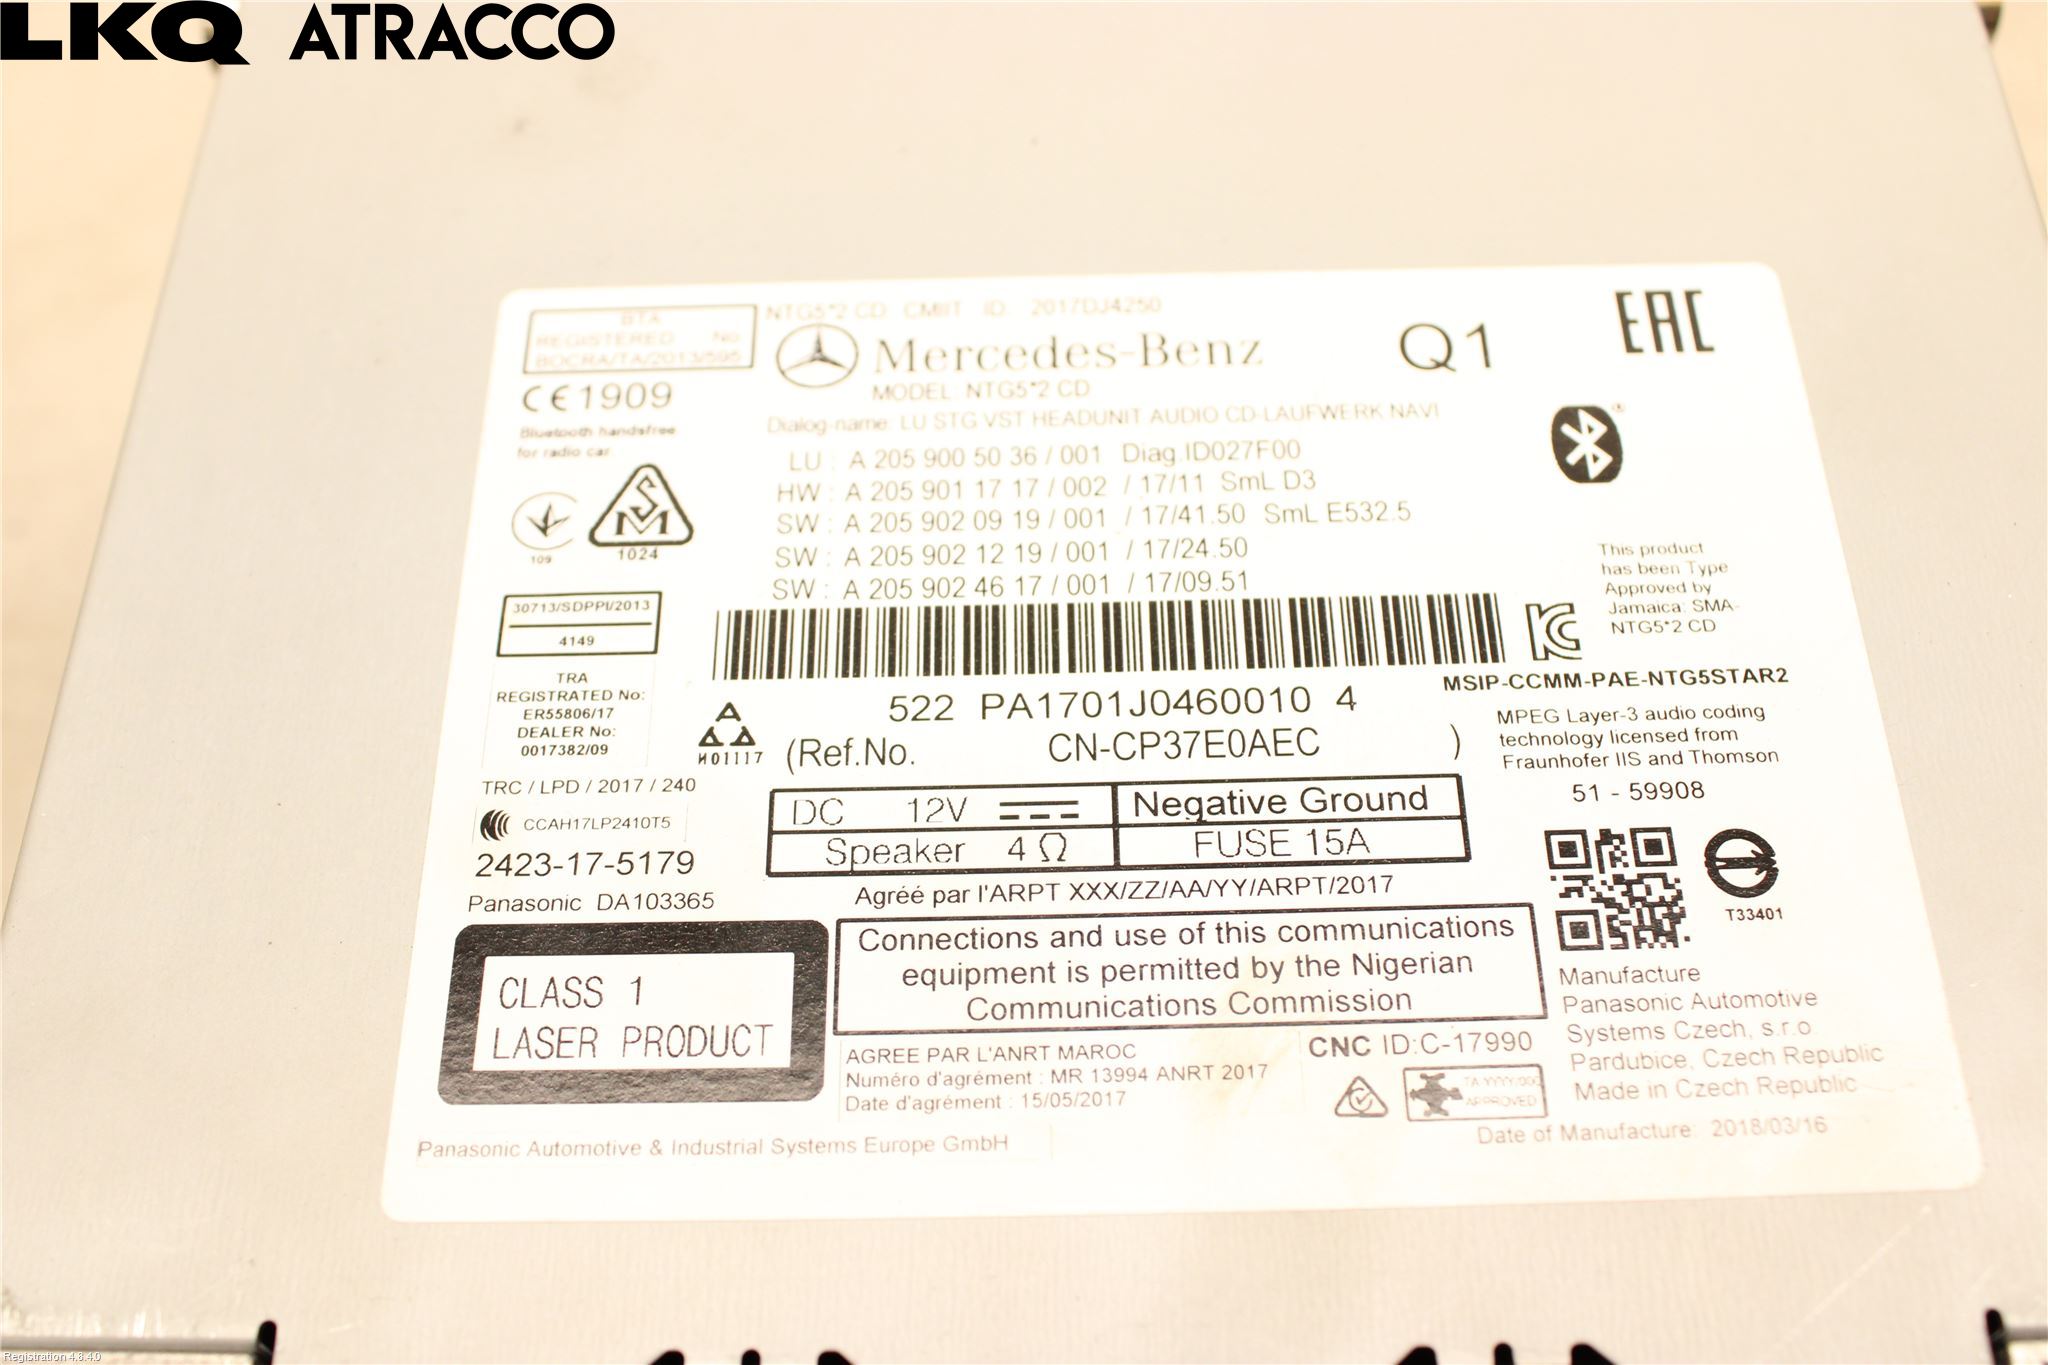 LKQ ATRACCO
BTA
REGISTERED No
BOCRA/TA/2013/595
NTG5*2 CD CMIIT ID: 2017DJ4250
Mercedes-Benz
Q1
EAC
MODEL: NTG5*2 CD
CE1909
Bluetooth handsfree
for radio car
Dialog-name: LU STG VST HEADUNIT AUDIO CD-LAUFWERK NAVI
LU : A 205 900 50 36 / 001 Diag.ID027F00
HW : A 205 901 17 17 / 002 / 17/11 SmL D3
SW : A 205 902 09 19 / 001 / 17/41.50 SmL E532.5
SW : A 205 902 12 19 / 001 / 17/24.50
SW : A 205 902 46 17 / 001 / 17/09.51
109
SM
1024
This product
has been Type
Approved by
Jamaica: SMA-
NTG5*2 CD
30713/SDPPI/2013
4149
TRA
REGISTRATED No:
ER55806/17
DEALER No:
0017382/09
522 PA1701J0460010 4
MSIP-CCMM-PAE-NTG5STAR2
И01117
(Ref.No. CN-CP37E0AEC )
MPEG Layer-3 audio coding
technology licensed from
Fraunhofer IIS and Thomson
51 - 59908
TRC / LPD / 2017 / 240
CCAH17LP2410T5
2423-17-5179
Panasonic DA103365
DC 12V Negative Ground
Speaker 4 Ω FUSE 15A
Agréé par l'ARPT XXX/ZZ/AA/YY/ARPT/2017
T33401
CLASS 1
LASER PRODUCT
Connections and use of this communications
equipment is permitted by the Nigerian
Communications Commission
Manufacture
Panasonic Automotive
Systems Czech, s.r.o.
Pardubice, Czech Republic
Made in Czech Republic
AGREE PAR L'ANRT MAROC
Numéro d'agrément : MR 13994 ANRT 2017
Date d'agrément : 15/05/2017
CNC ID:C-17990
APPROVED
Date of Manufacture: 2018/03/16
Panasonic Automotive & Industrial Systems Europe GmbH
Registration 4.8.4.0